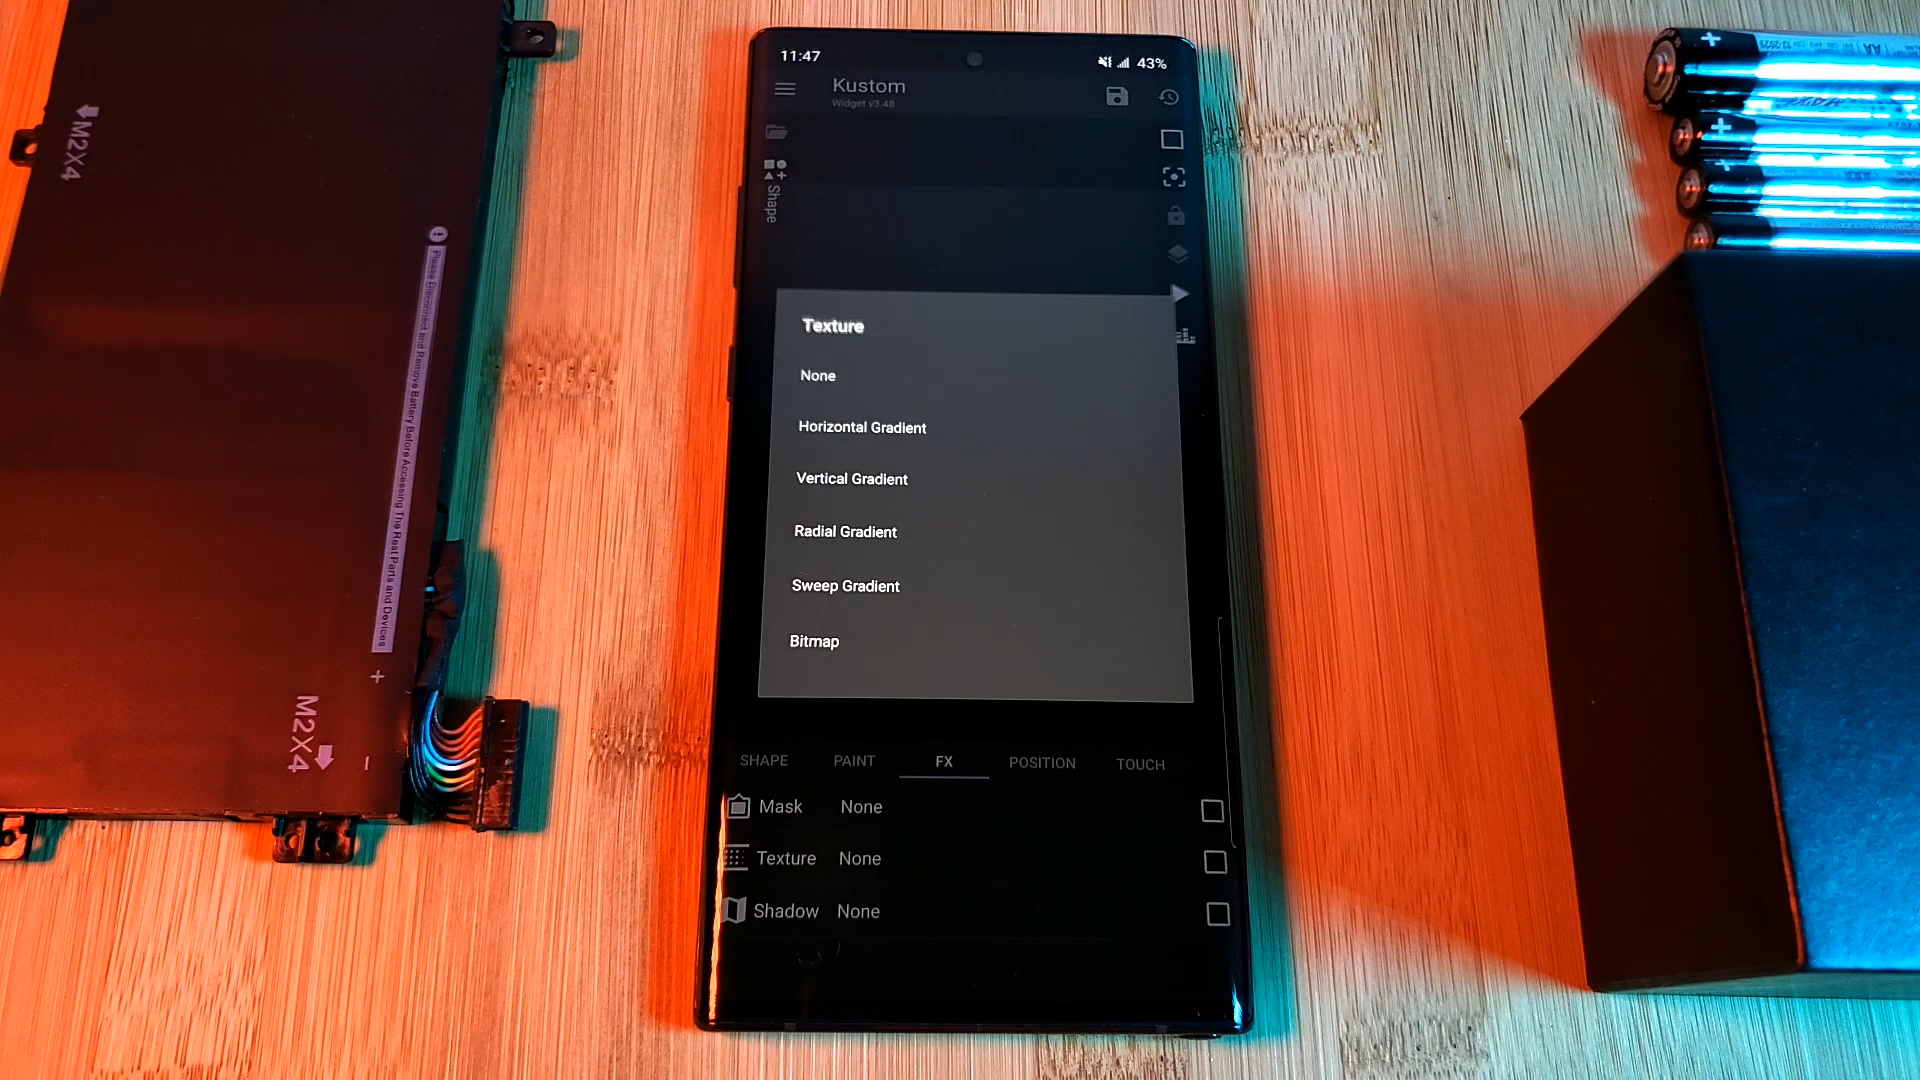 M2X4
Please Disconnect and Remove Battery Before Accessing The Rest Parts and Devices
+
M2X4
-
11:47
43%
Kustom
Widget v3.48
Shape
Texture
None
Horizontal Gradient
Vertical Gradient
Radial Gradient
Sweep Gradient
Bitmap
SHAPE PAINT FX POSITION TOUCH
Mask None
Texture None
Shadow None
+
AA
+